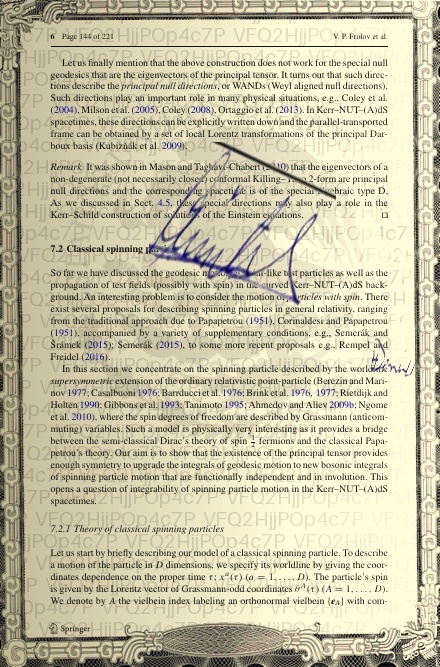 6 Page 144 of 221 V. P. Frolov et al.
Let us finally mention that the above construction does not work for the special null
geodesics that are the eigenvectors of the principal tensor. It turns out that such direc-
tions describe the principal null directions, or WANDs (Weyl aligned null directions).
Such directions play an important role in many physical situations, e.g., Coley et al.
(2004), Milson et al. (2005), Coley (2008), Ortaggio et al. (2013). In Kerr–NUT–(A)dS
spacetimes, these directions can be explicitly written down and the parallel-transported
frame can be obtained by a set of local Lorentz transformations of the principal Dar-
boux basis (Kubizňák et al. 2009).
Remark It was shown in Mason and Taghavi-Chabert (2010) that the eigenvectors of a
non-degenerate (not necessarily closed) conformal Killing– 2-form are principal
null directions and the corresponding spacetime is of the special algebraic type D.
As we discussed in Sect. 4.5, these special directions may also play a role in the
Kerr–Schild construction of solutions of the Einstein equations. □
7.2 Classical spinning
So far we have discussed the geodesic motion of point-like test particles as well as the
propagation of test fields (possibly with spin) in the curved Kerr–NUT–(A)dS back-
ground. An interesting problem is to consider the motion of particles with spin. There
exist several proposals for describing spinning particles in general relativity, ranging
from the traditional approach due to Papapetrou (1951), Corinaldesi and Papapetrou
(1951), accompanied by a variety of supplementary conditions, e.g., Semerák and
Šrámek (2015); Semerák (2015), to some more recent proposals e.g., Rempel and
Freidel (2016).
In this section we concentrate on the spinning particle described by the worldline
supersymmetric extension of the ordinary relativistic point-particle (Berezin and Mari-
nov 1977; Casalbuoni 1976; Barducci et al. 1976; Brink et al. 1976, 1977; Rietdijk and
Holten 1990; Gibbons et al. 1993; Tanimoto 1995; Ahmedov and Aliev 2009b; Ngome
et al. 2010), where the spin degrees of freedom are described by Grassmann (anticom-
muting) variables. Such a model is physically very interesting as it provides a bridge
between the semi-classical Dirac's theory of spin ½ fermions and the classical Papa-
petrou's theory. Our aim is to show that the existence of the principal tensor provides
enough symmetry to upgrade the integrals of geodesic motion to new bosonic integrals
of spinning particle motion that are functionally independent and in involution. This
opens a question of integrability of spinning particle motion in the Kerr–NUT–(A)dS
spacetimes.
7.2.1 Theory of classical spinning particles
Let us start by briefly describing our model of a classical spinning particle. To describe
a motion of the particle in D dimensions, we specify its worldline by giving the coor-
dinates dependence on the proper time τ: xᵃ(τ) (a = 1, . . . , D). The particle's spin
is given by the Lorentz vector of Grassmann-odd coordinates θᴬ(τ) (A = 1, . . . , D).
We denote by A the vielbein index labeling an orthonormal vielbein {e_A} with com-
Springer